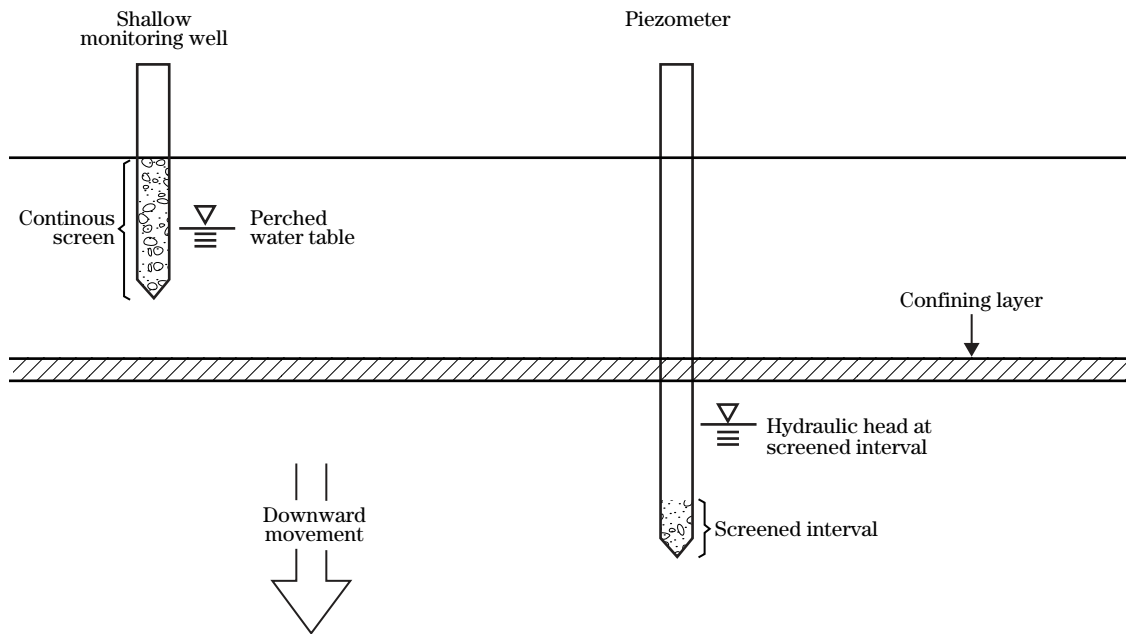 Shallow
monitoring well
Piezometer
Continous
screen
Perched
water table
Confining layer
Hydraulic head at
screened interval
Downward
movement
Screened interval